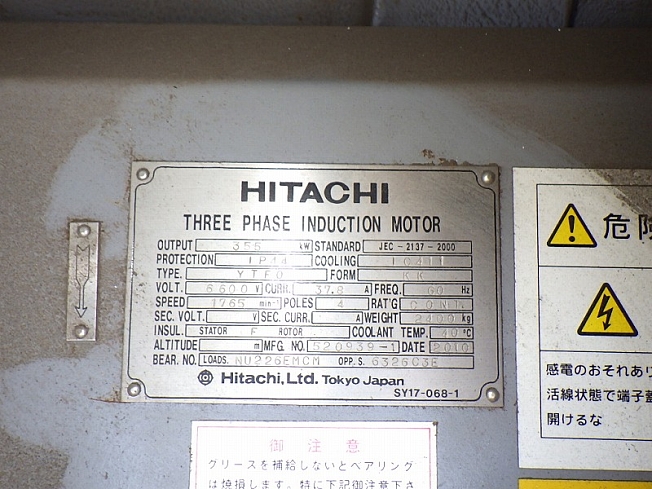 HITACHI
THREE PHASE INDUCTION MOTOR
OUTPUT 355 kW STANDARD JEC-2137-2000
PROTECTION IP44 COOLING IC411
TYPE. YTFO FORM KK
VOLT. 6600 V CURR. 37.8 A FREQ. 60 Hz
SPEED 1765 min⁻¹ POLES 4 RAT'G CONT.
SEC. VOLT. V SEC. CURR. A WEIGHT 2400 kg
INSUL. STATOR F ROTOR COOLANT TEMP. 40 °C
ALTITUDE m MFG. NO. 520939-1 DATE 2010
BEAR. NO. LOADS. NU226EMCM OPP. S. 6326C3E
Hitachi, Ltd. Tokyo Japan
SY17-068-1
危険
感電のおそれあり
活線状態で端子蓋
開けるな
御注意
グリースを補給しないとベアリング
は焼損します。特に下記御注意下さ